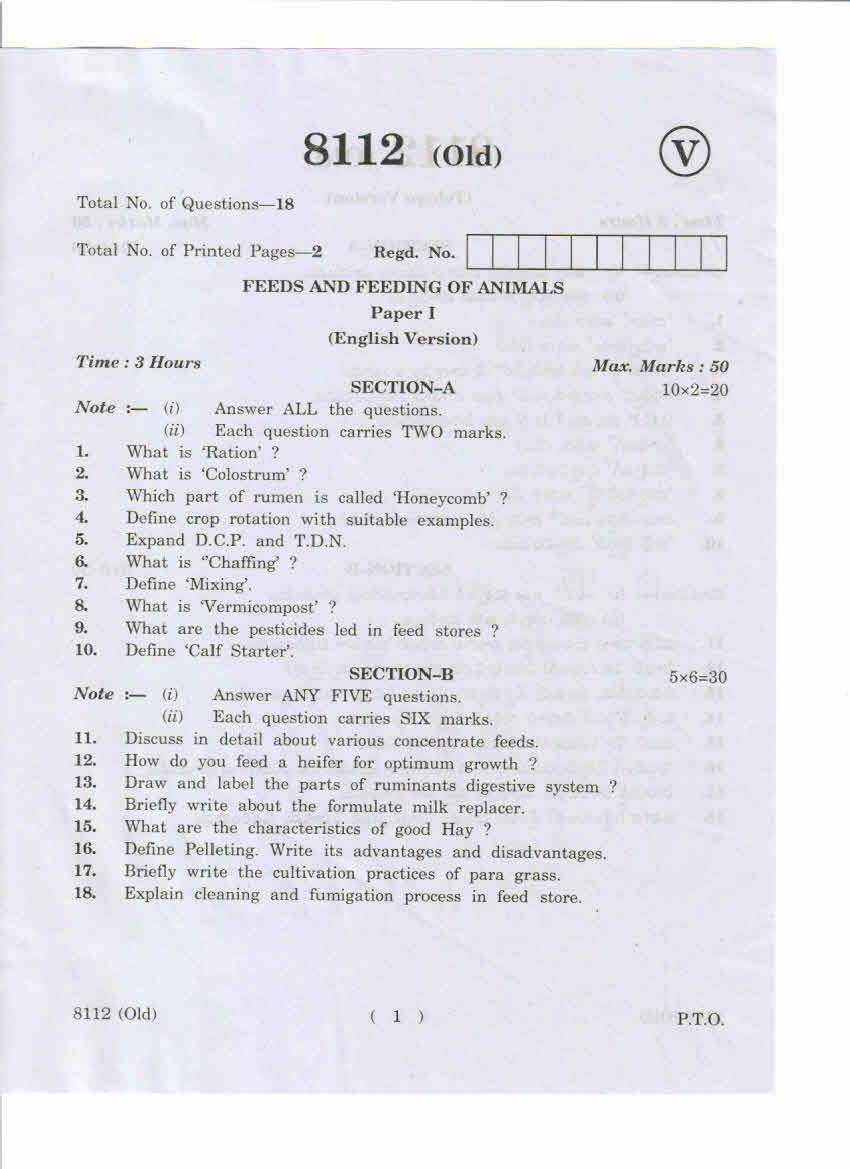 8112 (Old)
V
Total No. of Questions—18
Total No. of Printed Pages—2 Regd. No.
FEEDS AND FEEDING OF ANIMALS
Paper I
(English Version)
Time : 3 Hours Max. Marks : 50
SECTION–A 10×2=20
Note :— (i) Answer ALL the questions.
(ii) Each question carries TWO marks.
1. What is ‘Ration’ ?
2. What is ‘Colostrum’ ?
3. Which part of rumen is called ‘Honeycomb’ ?
4. Define crop rotation with suitable examples.
5. Expand D.C.P. and T.D.N.
6. What is ‘'Chaffing’ ?
7. Define ‘Mixing’.
8. What is ‘Vermicompost’ ?
9. What are the pesticides led in feed stores ?
10. Define ‘Calf Starter’.
SECTION–B 5×6=30
Note :— (i) Answer ANY FIVE questions.
(ii) Each question carries SIX marks.
11. Discuss in detail about various concentrate feeds.
12. How do you feed a heifer for optimum growth ?
13. Draw and label the parts of ruminants digestive system ?
14. Briefly write about the formulate milk replacer.
15. What are the characteristics of good Hay ?
16. Define Pelleting. Write its advantages and disadvantages.
17. Briefly write the cultivation practices of para grass.
18. Explain cleaning and fumigation process in feed store.
8112 (Old) ( 1 ) P.T.O.